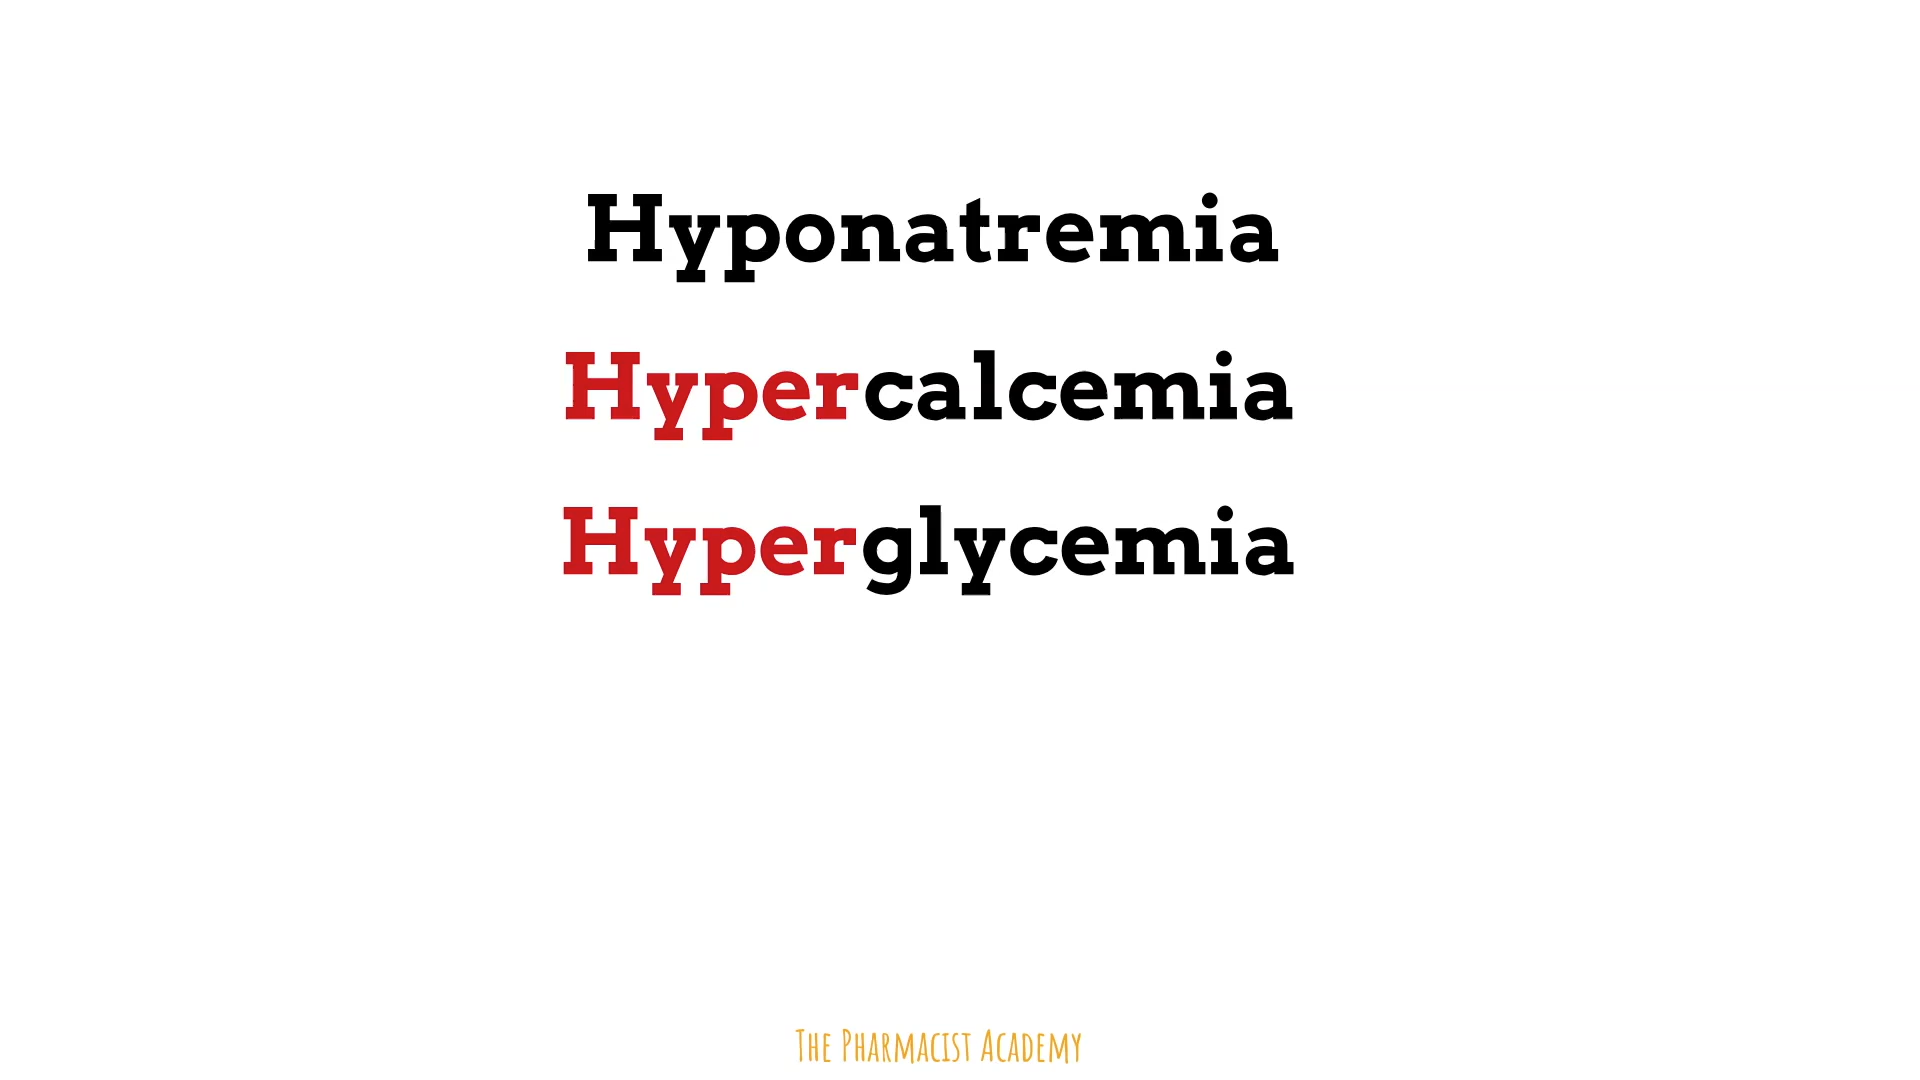 Hyponatremia
Hypercalcemia
Hyperglycemia
The Pharmacist Academy